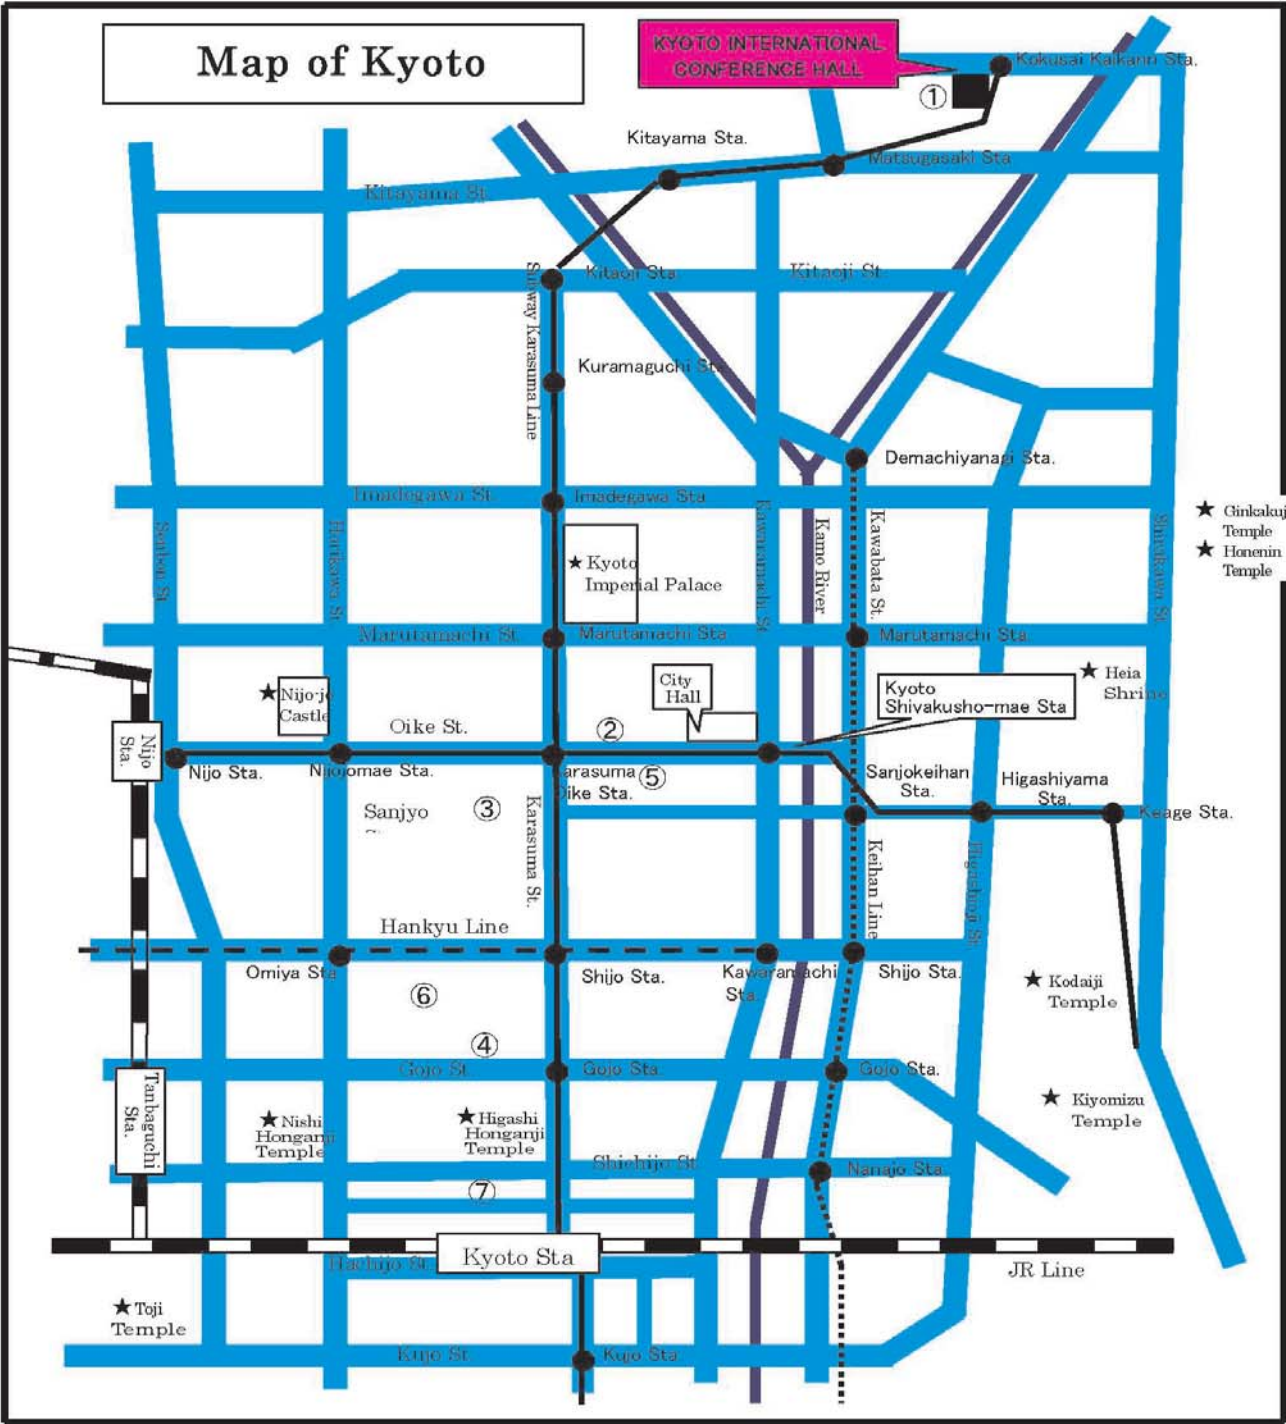 Map of Kyoto
KYOTO INTERNATIONAL
CONFERENCE HALL
Kokusai Kaikann Sta.
①
Kitayama Sta.
Matsugasaki Sta
Kitayama St.
Subway Karasuma Line
Kitaoji Sta.
Kitaoji St
Kuramaguchi Sta.
Demachiyanagi Sta.
Imadegawa St
Imadegawa Sta
Senbon St.
Horikawa St.
Kawaramachi St
Kamo River
Kawabata St.
Shirakawa St.
★ Ginkakuj
Temple
★ Honenin
Temple
★ Kyoto
Imperial Palace
Marutamachi St.
Marutamachi Sta
Marutamachi Sta.
★ Nijo-jo
Castle
City
Hall
Kyoto
Shivakusho-mae Sta
★ Heia
Shrine
Oike St.
②
Nijo
Sta.
Nijo Sta.
Nijojomae Sta.
Karasuma
Oike Sta.
⑤
Sanjokeihan
Sta.
Higashiyama
Sta.
Keage Sta.
Sanjyo
③
Karasuma St.
Keihan Line
Higashioji St.
Hankyu Line
Omiya Sta
Shijo Sta.
Kawaramachi
Sta.
Shijo Sta.
⑥
★ Kodaiji
Temple
④
Gojo St.
Gojo Sta.
Gojo Sta.
Tanbaguchi
Sta.
★ Nishi
Honganji
Temple
★ Higashi
Honganji
Temple
★ Kiyomizu
Temple
Shichijo St.
Nanajo Sta.
⑦
Kyoto Sta
Hachijo St.
JR Line
★ Toji
Temple
Kujo St.
Kujo Sta.